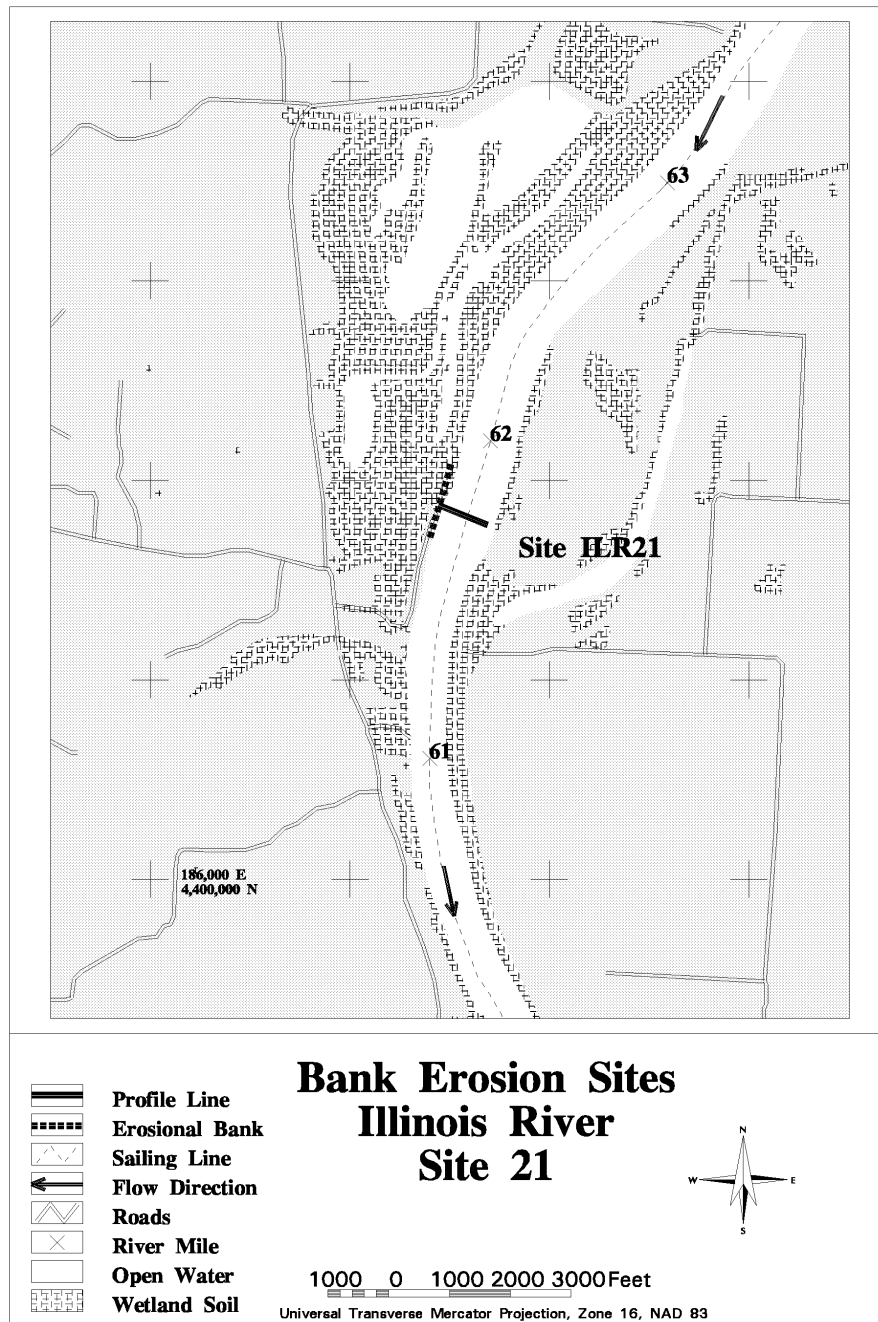 63
62
Site ILR21
61
186,000 E
4,400,000 N
Bank Erosion Sites
Illinois River
Site 21
Profile Line
Erosional Bank
Sailing Line
Flow Direction
Roads
River Mile
Open Water
Wetland Soil
N
W E
S
1000 0 1000 2000 3000 Feet
Universal Transverse Mercator Projection, Zone 16, NAD 83